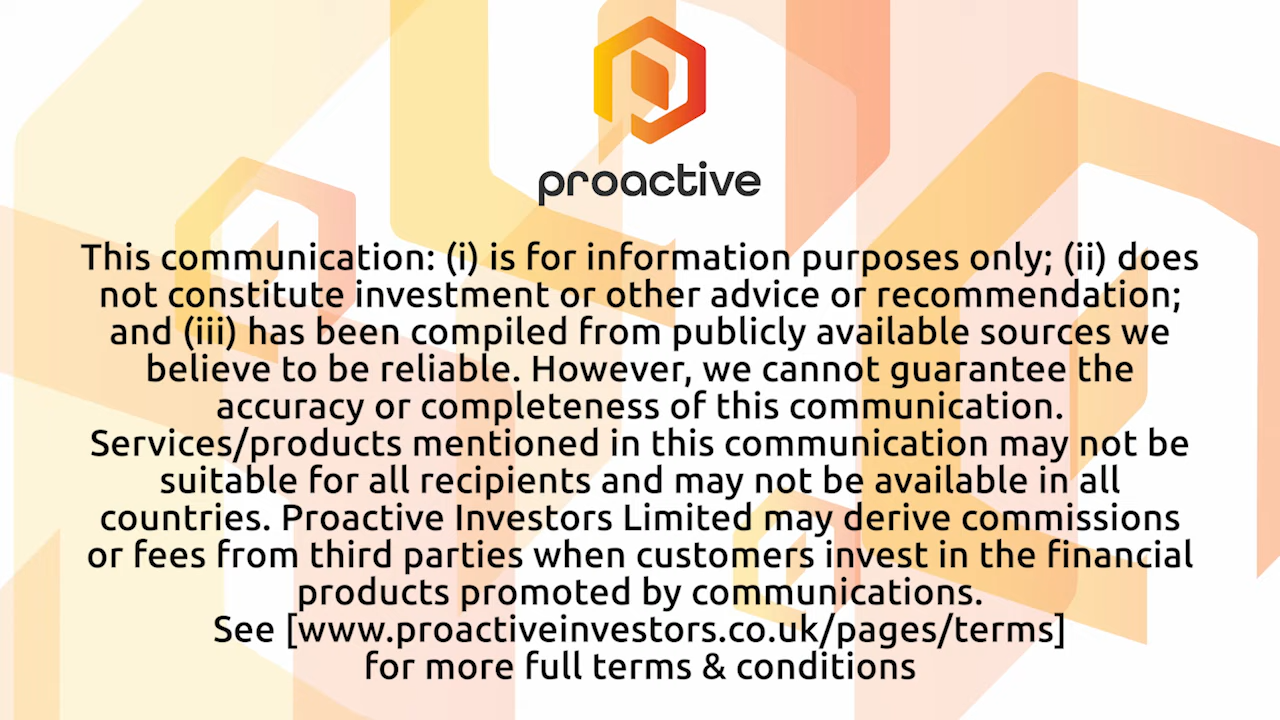 proactive
This communication: (i) is for information purposes only; (ii) does
not constitute investment or other advice or recommendation;
and (iii) has been compiled from publicly available sources we
believe to be reliable. However, we cannot guarantee the
accuracy or completeness of this communication.
Services/products mentioned in this communication may not be
suitable for all recipients and may not be available in all
countries. Proactive Investors Limited may derive commissions
or fees from third parties when customers invest in the financial
products promoted by communications.
See [www.proactiveinvestors.co.uk/pages/terms]
for more full terms & conditions